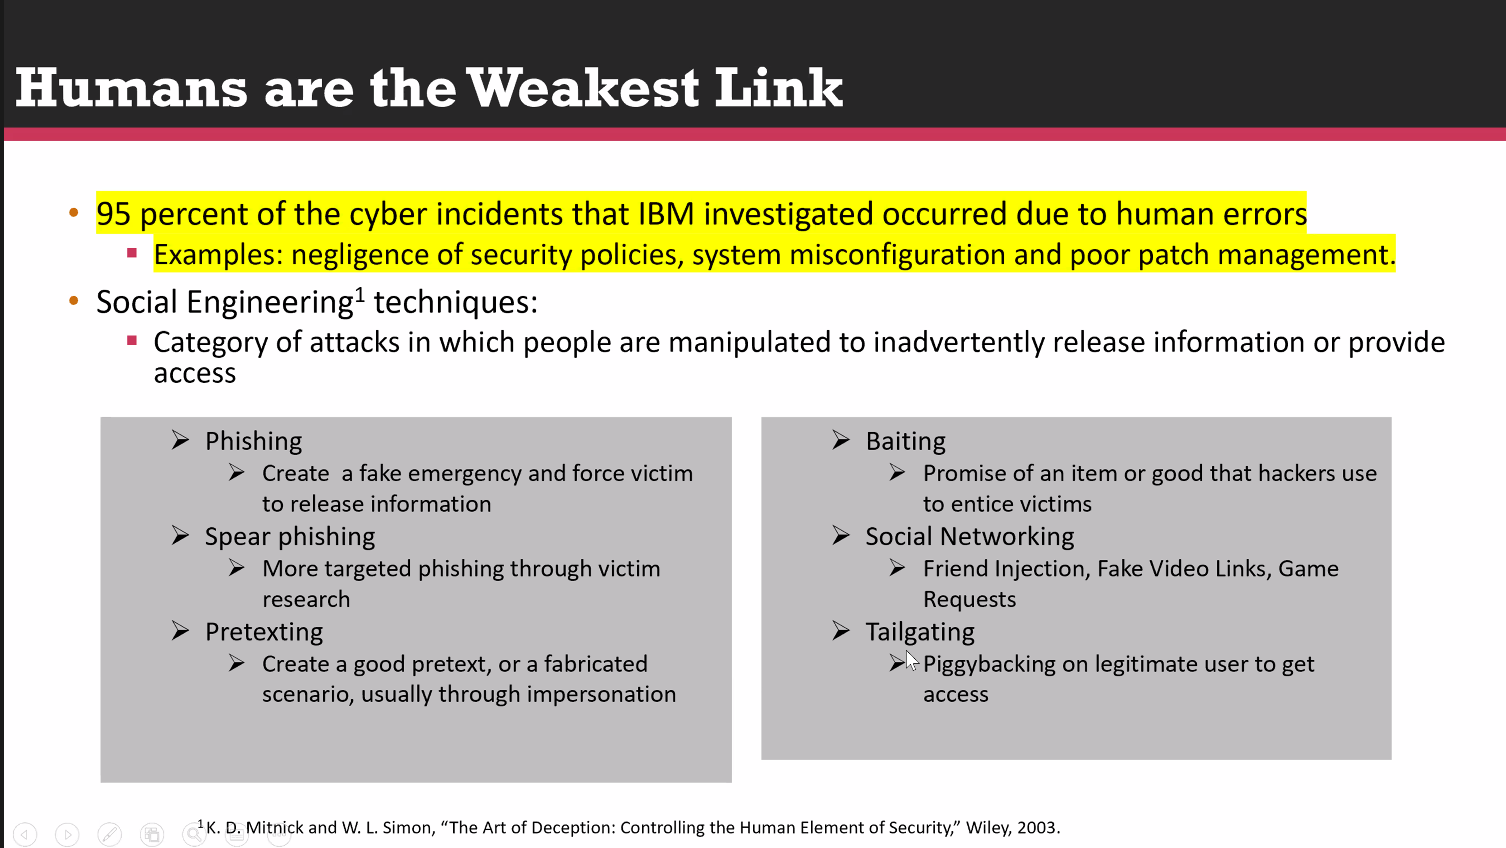 Humans are the Weakest Link
• 95 percent of the cyber incidents that IBM investigated occurred due to human errors
▪ Examples: negligence of security policies, system misconfiguration and poor patch management.
• Social Engineering¹ techniques:
▪ Category of attacks in which people are manipulated to inadvertently release information or provide
access
➢ Phishing
➢ Create a fake emergency and force victim
to release information
➢ Spear phishing
➢ More targeted phishing through victim
research
➢ Pretexting
➢ Create a good pretext, or a fabricated
scenario, usually through impersonation
➢ Baiting
➢ Promise of an item or good that hackers use
to entice victims
➢ Social Networking
➢ Friend Injection, Fake Video Links, Game
Requests
➢ Tailgating
➢ Piggybacking on legitimate user to get
access
¹ K. D. Mitnick and W. L. Simon, “The Art of Deception: Controlling the Human Element of Security,” Wiley, 2003.